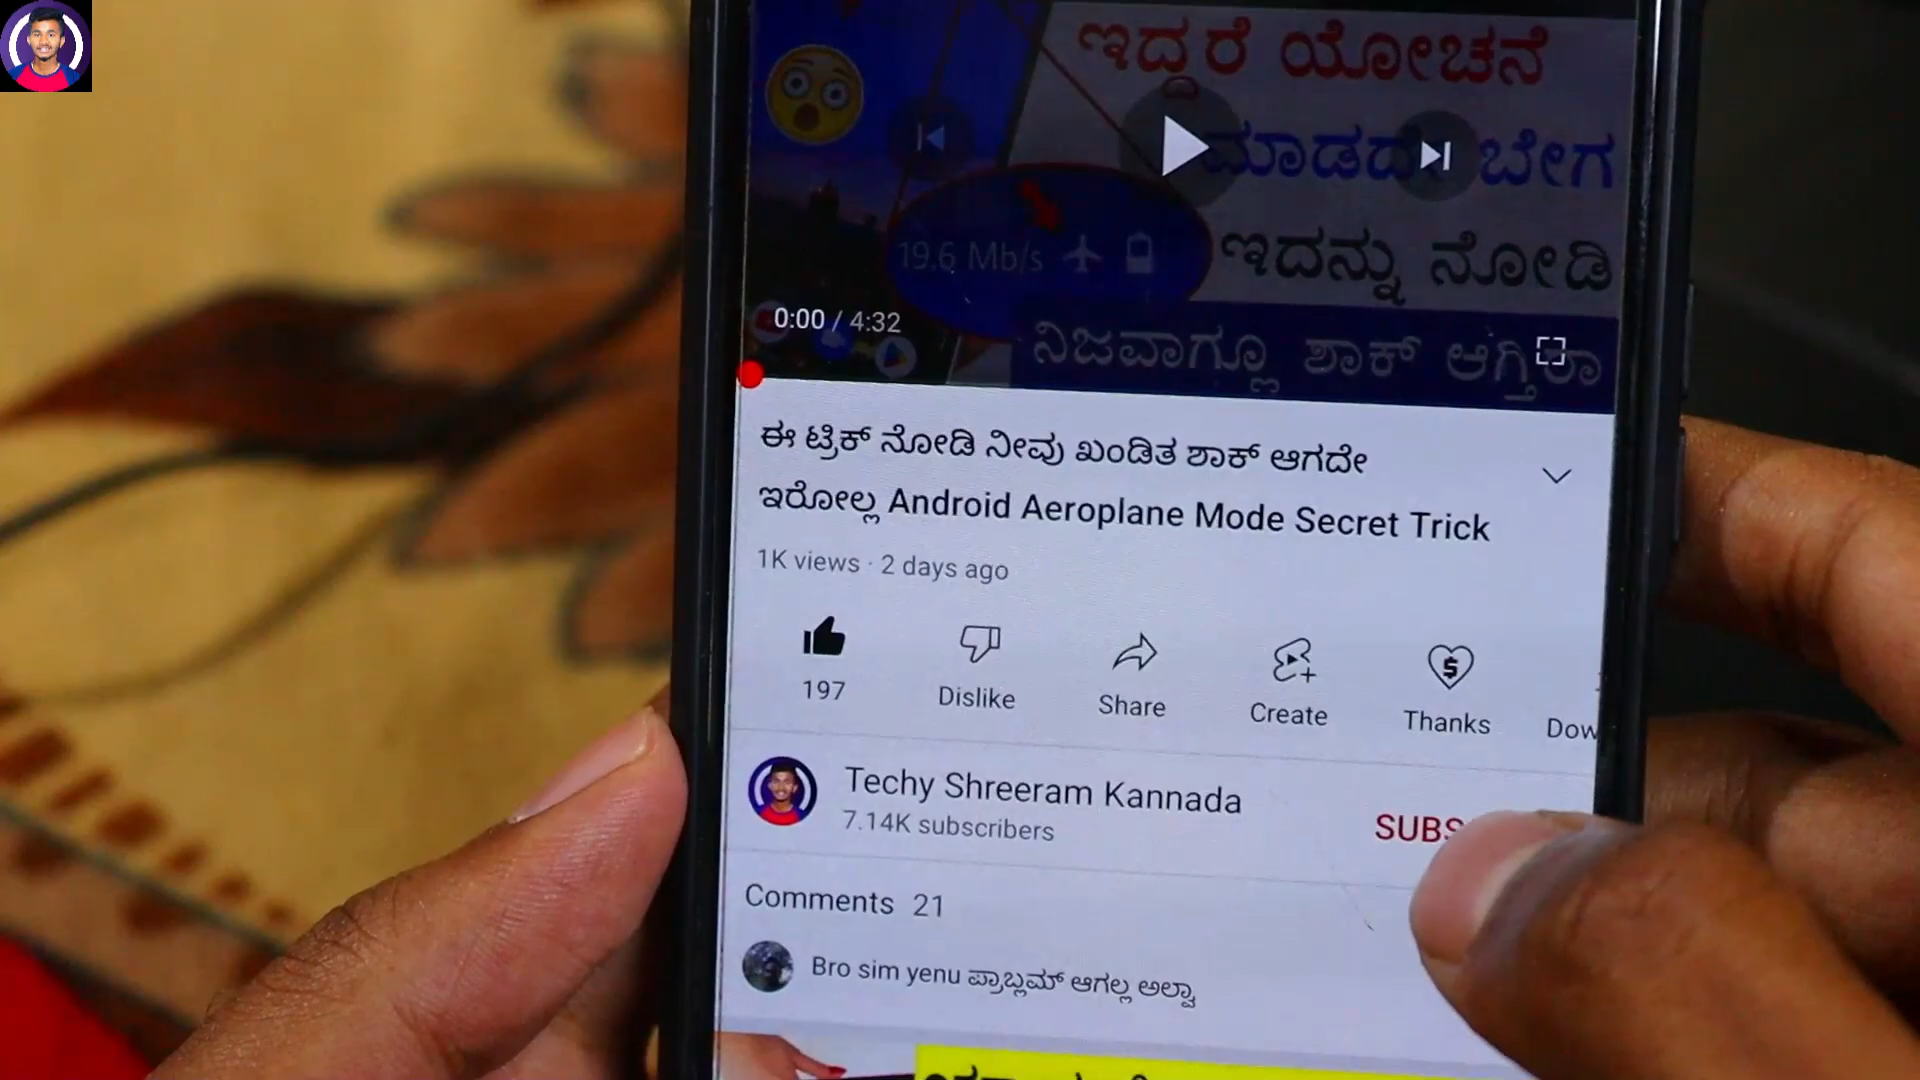 ಇದ್ದರೆ ಯೋಚನೆ
ಬೇಗ
19.6 Mb/s
ಇದನ್ನು ನೋಡಿ
0:00 / 4:32
ನಿಜವಾಗ್ಲೂ ಶಾಕ್
ಈ ಟ್ರಿಕ್ ನೋಡಿ ನೀವು ಖಂಡಿತ ಶಾಕ್ ಆಗದೇ
ಇರೋಲ್ಲ Android Aeroplane Mode Secret Trick
1K views · 2 days ago
197
Dislike
Share
Create
Thanks
Dow
Techy Shreeram Kannada
7.14K subscribers
SUBS
Comments 21
Bro sim yenu ಪ್ರಾಬ್ಲಮ್ ಆಗಲ್ಲ ಅಲ್ವಾ